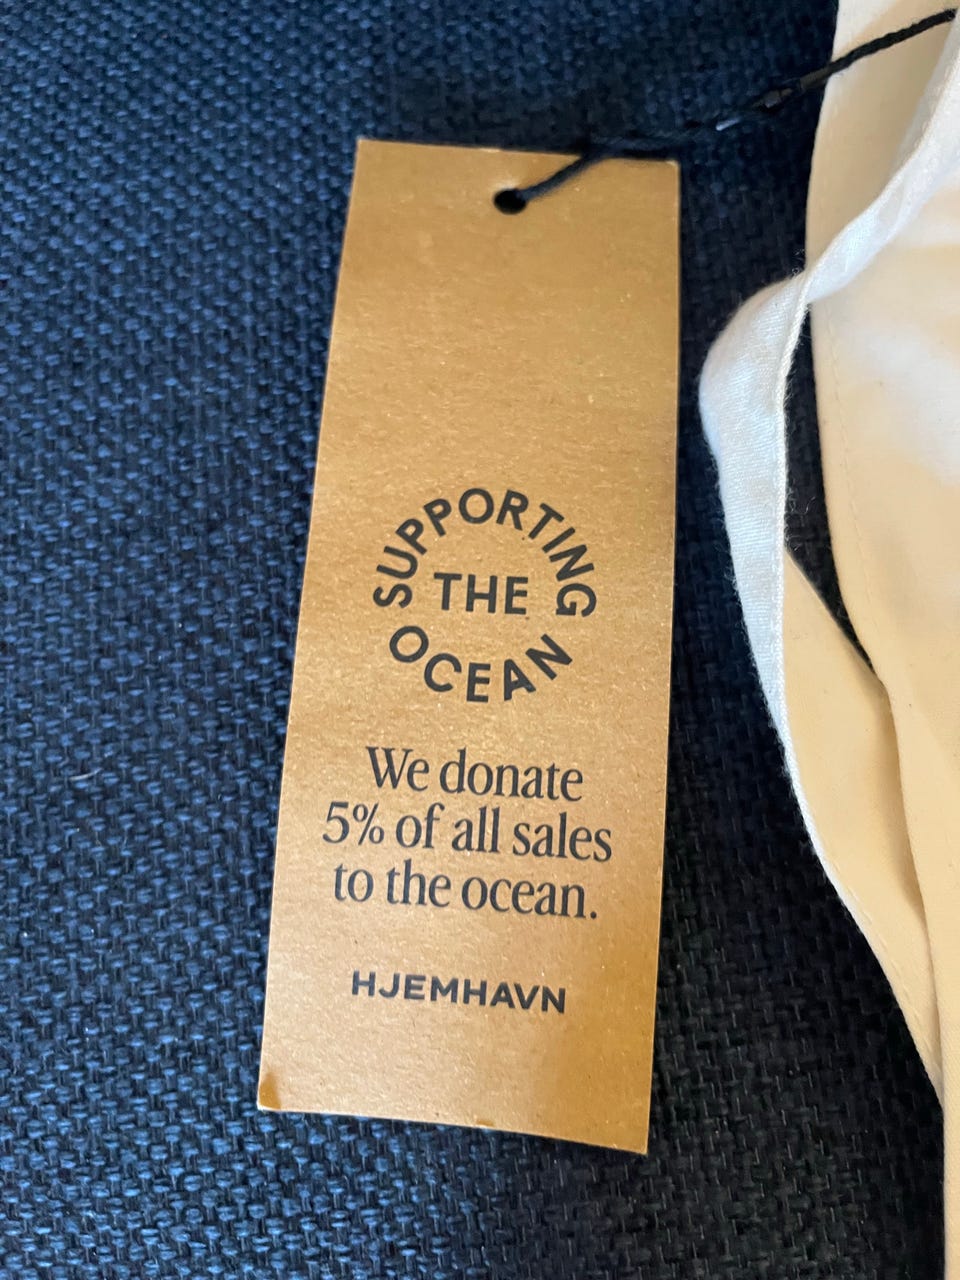 SUPPORTING
THE
OCEAN
We donate
5% of all sales
to the ocean.
HJEMHAVN